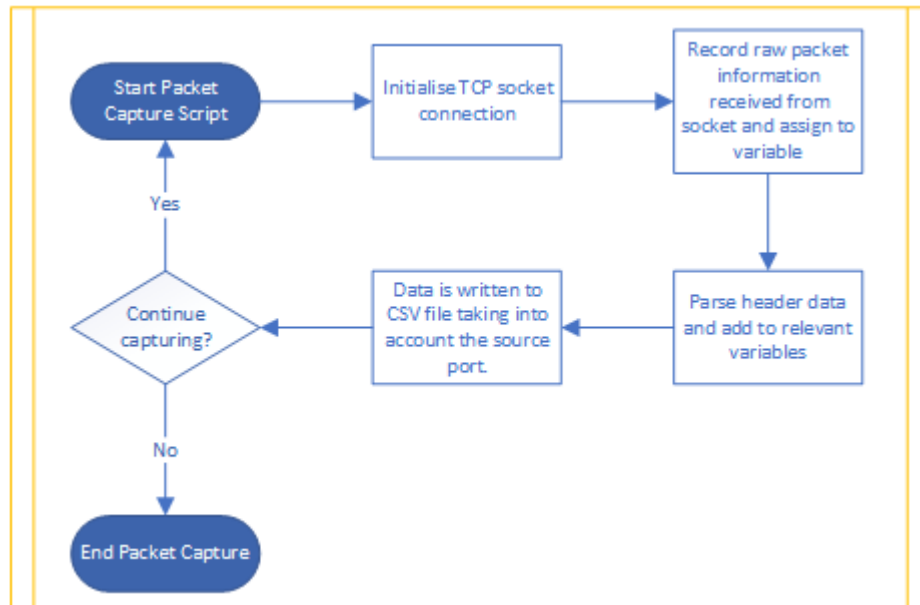 Start Packet
Capture Script
Initialise TCP socket
connection
Record raw packet
information
received from
socket and assign to
variable
Parse header data
and add to relevant
variables
Data is written to
CSV file taking into
account the source
port.
Continue
capturing?
Yes
No
End Packet Capture